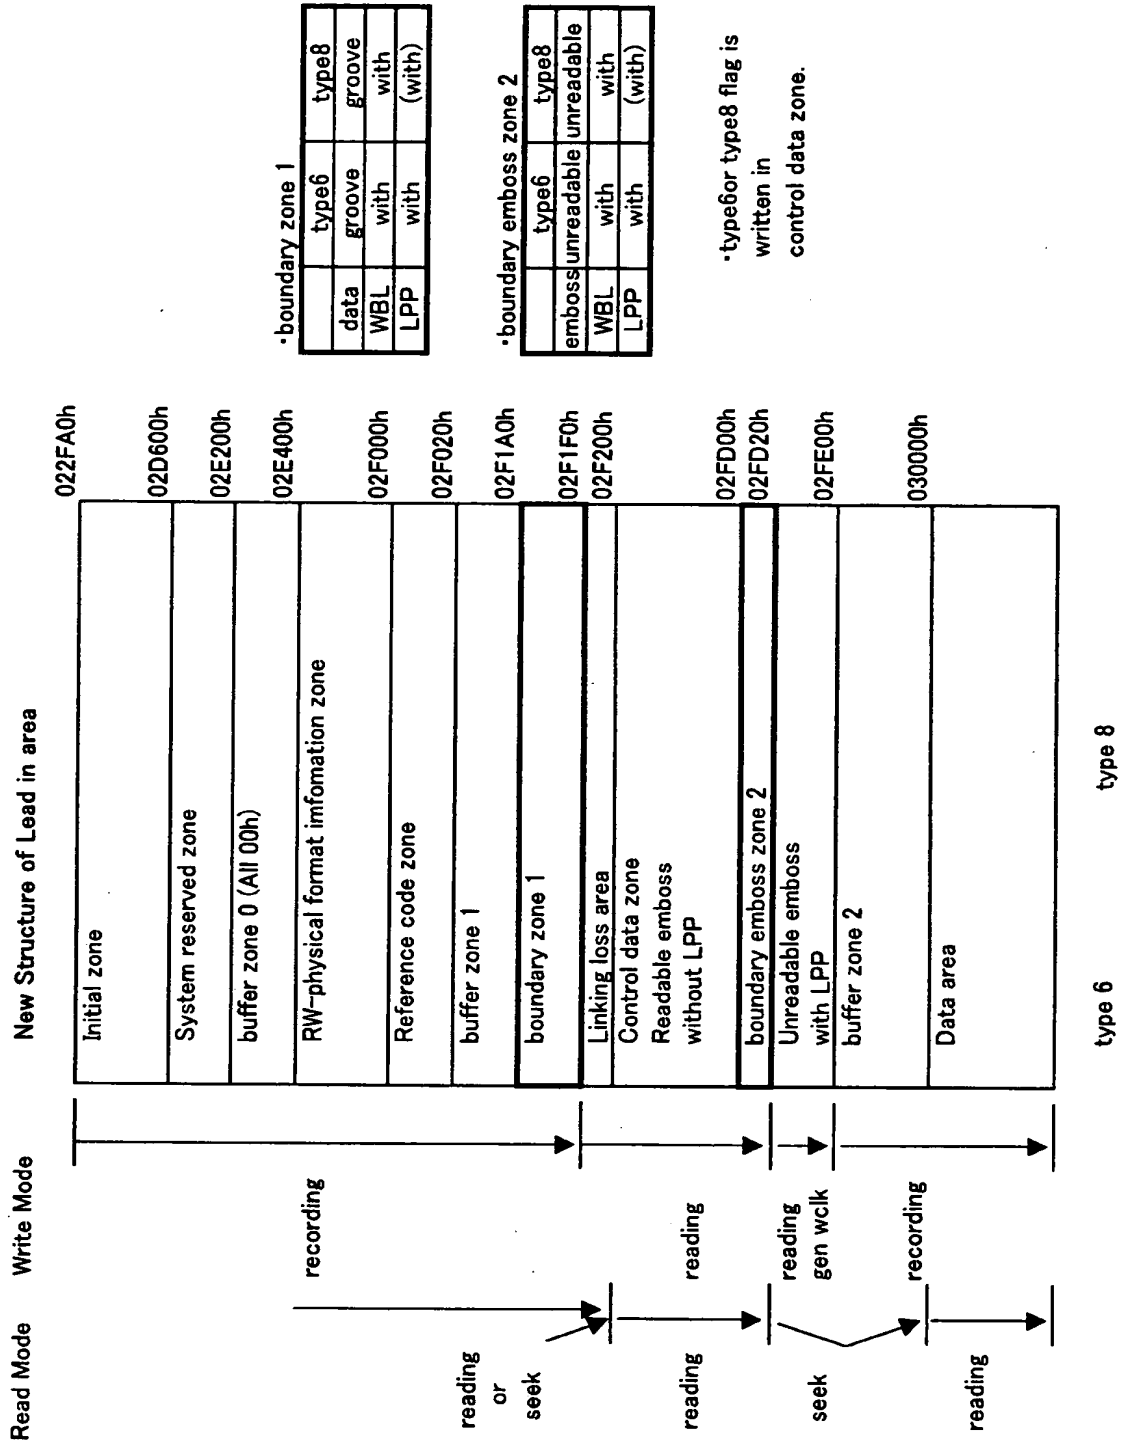 New Structure of Lead in area
Read Mode
Write Mode
022FA0h
Initial zone
02D600h
System reserved zone
02E200h
buffer zone 0 (All 00h)
02E400h
RW-physical format imfomation zone
02F000h
Reference code zone
02F020h
buffer zone 1
02F1A0h
boundary zone 1
02F1F0h
Linking loss area
02F200h
Control data zone
Readable emboss
without LPP
02FD00h
boundary emboss zone 2
02FD20h
Unreadable emboss
with LPP
02FE00h
buffer zone 2
030000h
Data area
type 6
type 8
recording
reading
reading
gen wclk
recording
reading
or
seek
reading
seek
reading
·boundary zone 1
type6 type8
data groove groove
WBL with with
LPP with (with)
·boundary emboss zone 2
type6 type8
emboss unreadable unreadable
WBL with with
LPP with (with)
·type6or type8 flag is
written in
control data zone.